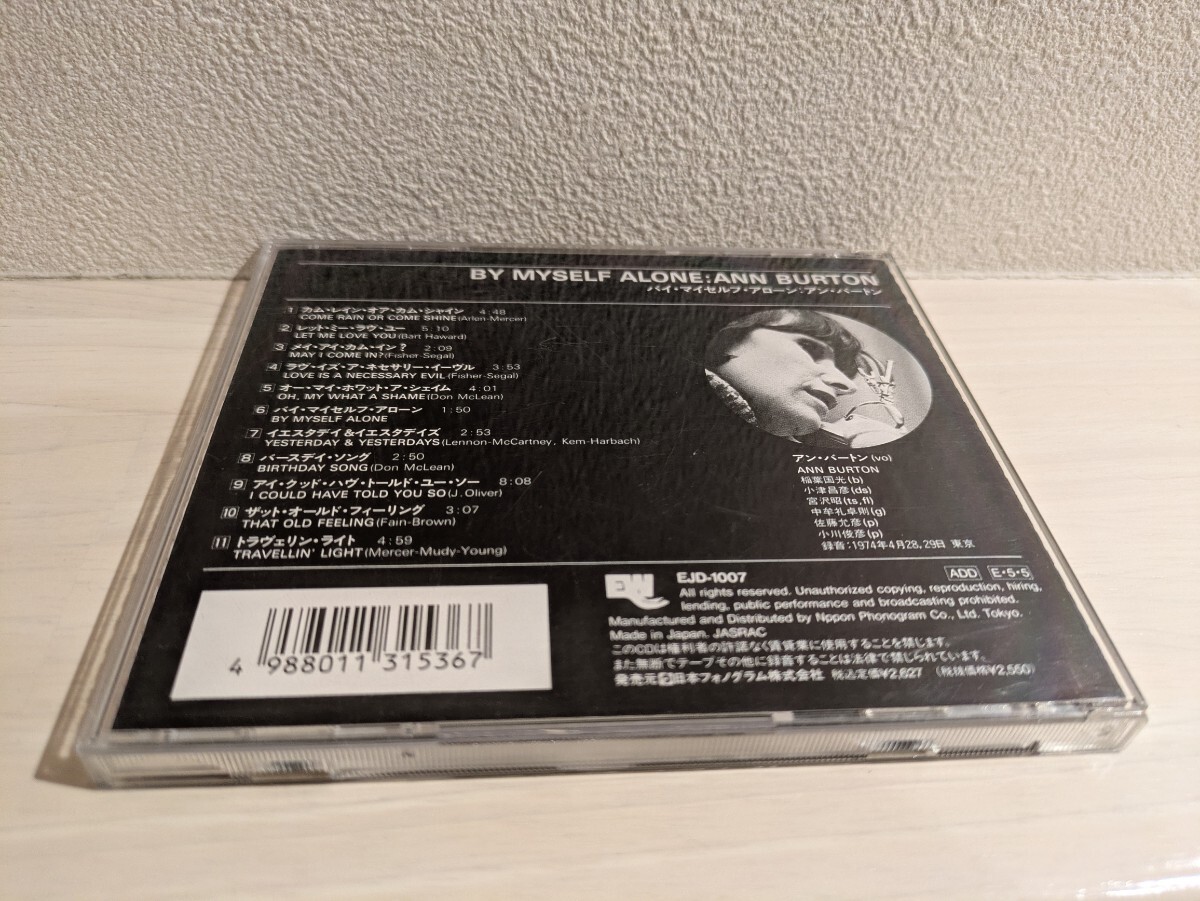 BY MYSELF ALONE:ANN BURTON
バイ・マイセルフ・アローン:アン・バートン
1 カム・レイン・オア・カム・シャイン 4:48
COME RAIN OR COME SHINE (Arlen-Mercer)
2 レット・ミー・ラヴ・ユー 5:10
LET ME LOVE YOU (Bart Haward)
3 メイ・アイ・カム・イン? 2:09
MAY I COME IN? (Fisher-Segal)
4 ラヴ・イズ・ア・ネセサリー・イーヴル 3:53
LOVE IS A NECESSARY EVIL (Fisher-Segal)
5 オー・マイ・ホワット・ア・シェイム 4:01
OH, MY WHAT A SHAME (Don McLean)
6 バイ・マイセルフ・アローン 1:50
BY MYSELF ALONE
7 イエスタデイ&イエスタデイズ 2:53
YESTERDAY & YESTERDAYS (Lennon-McCartney, Kern-Harbach)
8 バースデイ・ソング 2:50
BIRTHDAY SONG (Don McLean)
9 アイ・クッド・ハヴ・トールド・ユー・ソー 8:08
I COULD HAVE TOLD YOU SO (J. Oliver)
10 ザット・オールド・フィーリング 3:07
THAT OLD FEELING (Fain-Brown)
11 トラヴェリン・ライト 4:59
TRAVELLIN' LIGHT (Mercer-Mudy-Young)
アン・バートン (vo)
ANN BURTON
稲葉国光 (b)
小津昌彦 (ds)
宮沢昭 (ts, fl)
中牟礼貞則 (g)
佐藤允彦 (p)
小川俊彦 (p)
録音:1974年4月28, 29日 東京
EW
EJD-1007
ADD E・5・5
All rights reserved. Unauthorized copying, reproduction, hiring,
lending, public performance and broadcasting prohibited.
Manufactured and Distributed by Nippon Phonogram Co., Ltd. Tokyo.
Made in Japan. JASRAC
このCDは権利者の許諾なく賃貸業に使用することを禁じます。
また無断でテープその他に録音することは法律で禁じられています。
発売元 日本フォノグラム株式会社 税込定価¥2,627 (税抜価格¥2,550)
4 988011 315367